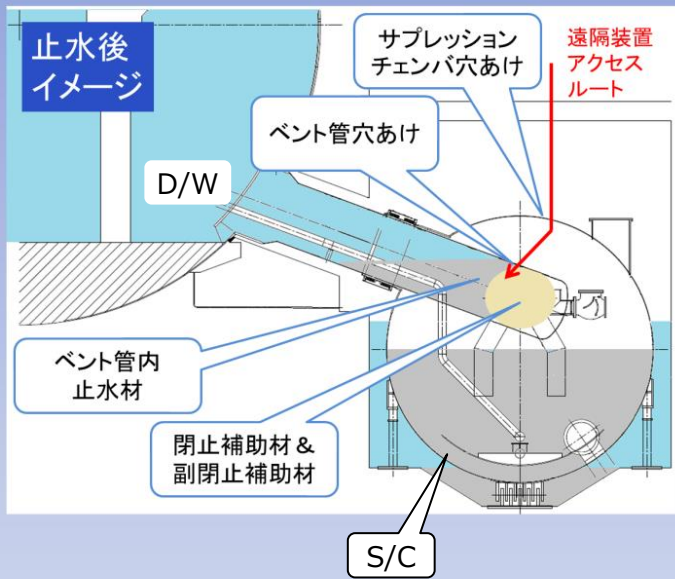 止水後
イメージ
サプレッション
チェンバ穴あけ
遠隔装置
アクセス
ルート
ベント管穴あけ
D/W
ベント管内
止水材
閉止補助材＆
副閉止補助材
S/C